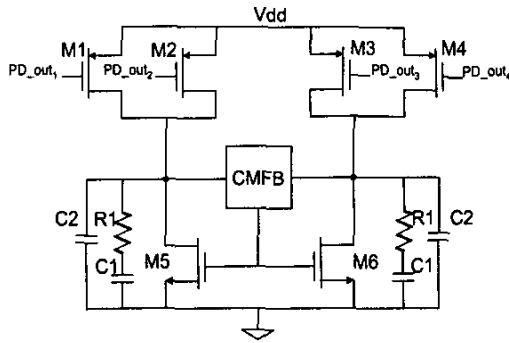 Vdd
M1
M2
M3
M4
PD_out1
PD_out2
PD_out3
PD_out4
CMFB
C2
R1
C1
M5
M6
R1
C1
C2